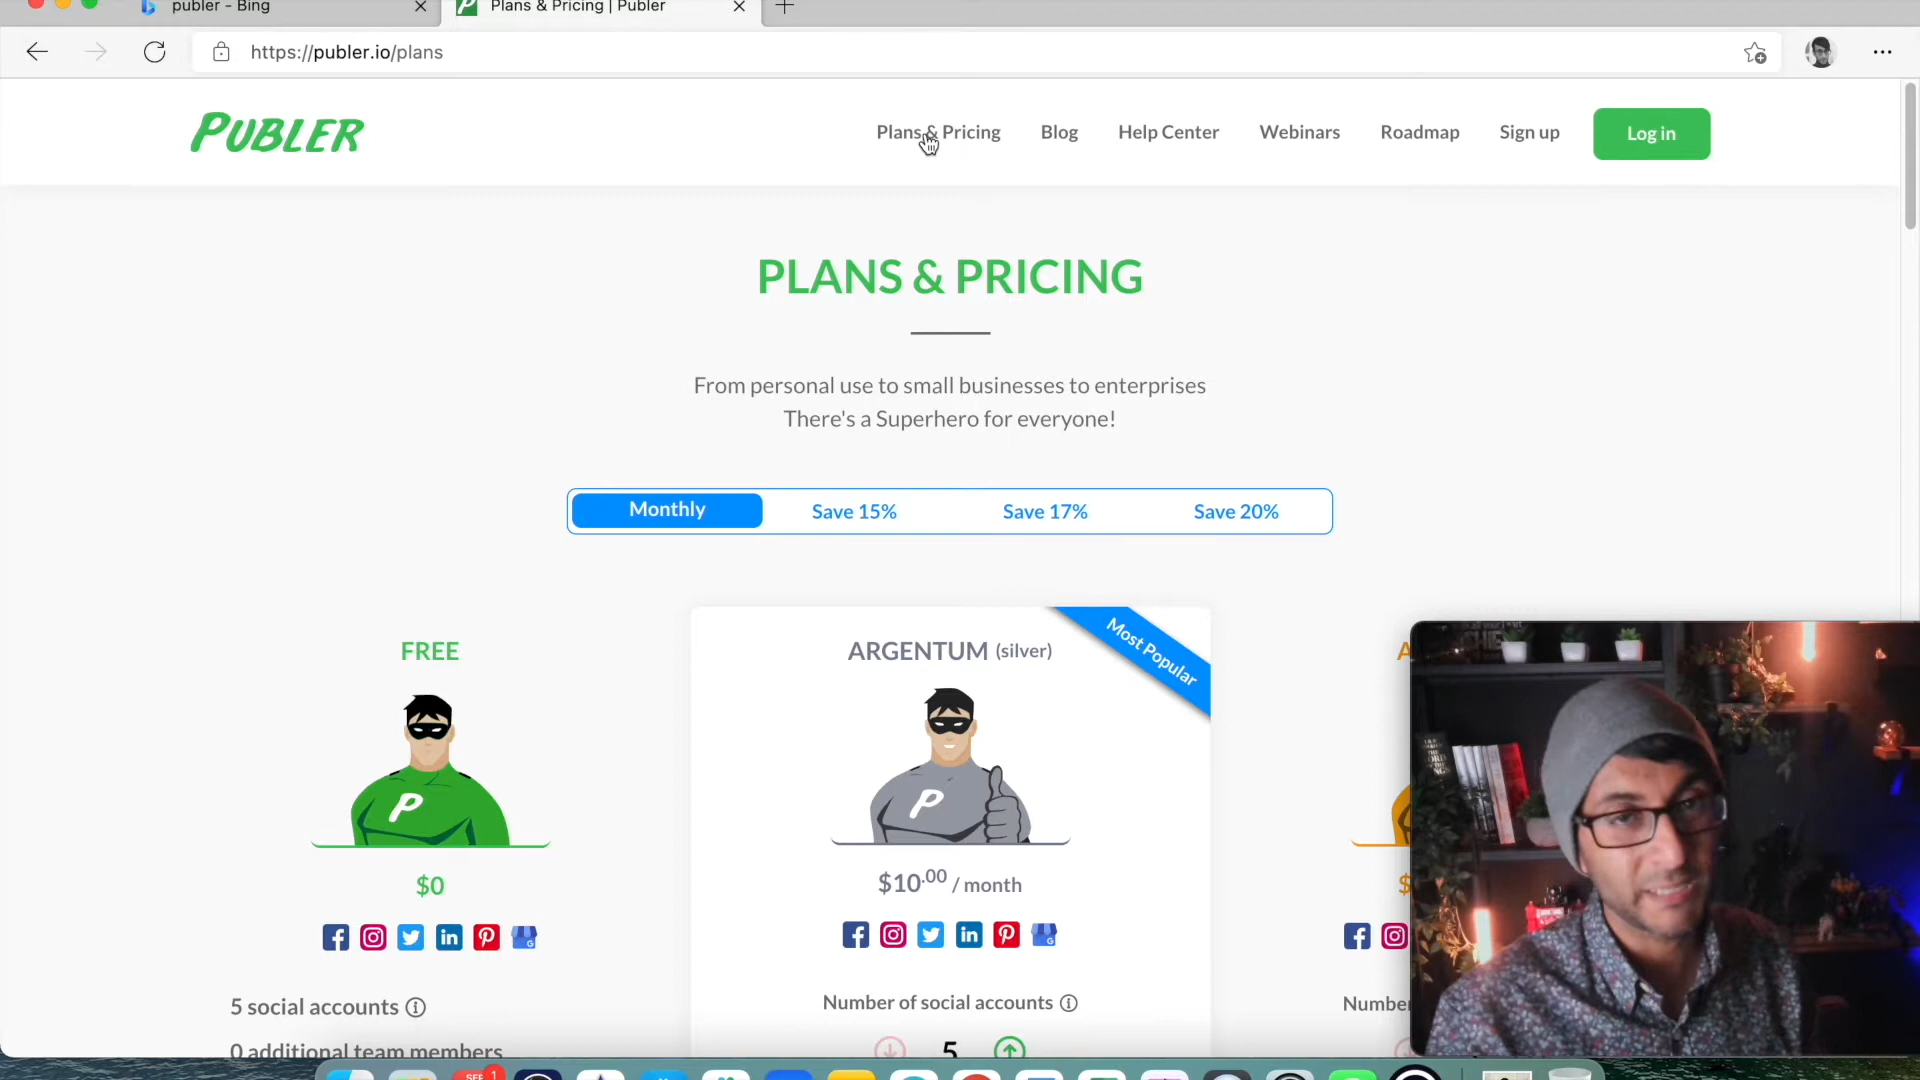 publer - Bing
Plans & Pricing | Publer
https://publer.io/plans
PUBLER
Plans & Pricing
Blog
Help Center
Webinars
Roadmap
Sign up
Log in
PLANS & PRICING
From personal use to small businesses to enterprises
There's a Superhero for everyone!
Monthly
Save 15%
Save 17%
Save 20%
FREE
ARGENTUM (silver)
Most Popular
A
P
P
$0
$10.00 / month
$
5 social accounts
Number of social accounts
Number
0 additional team members
5
SEP 1